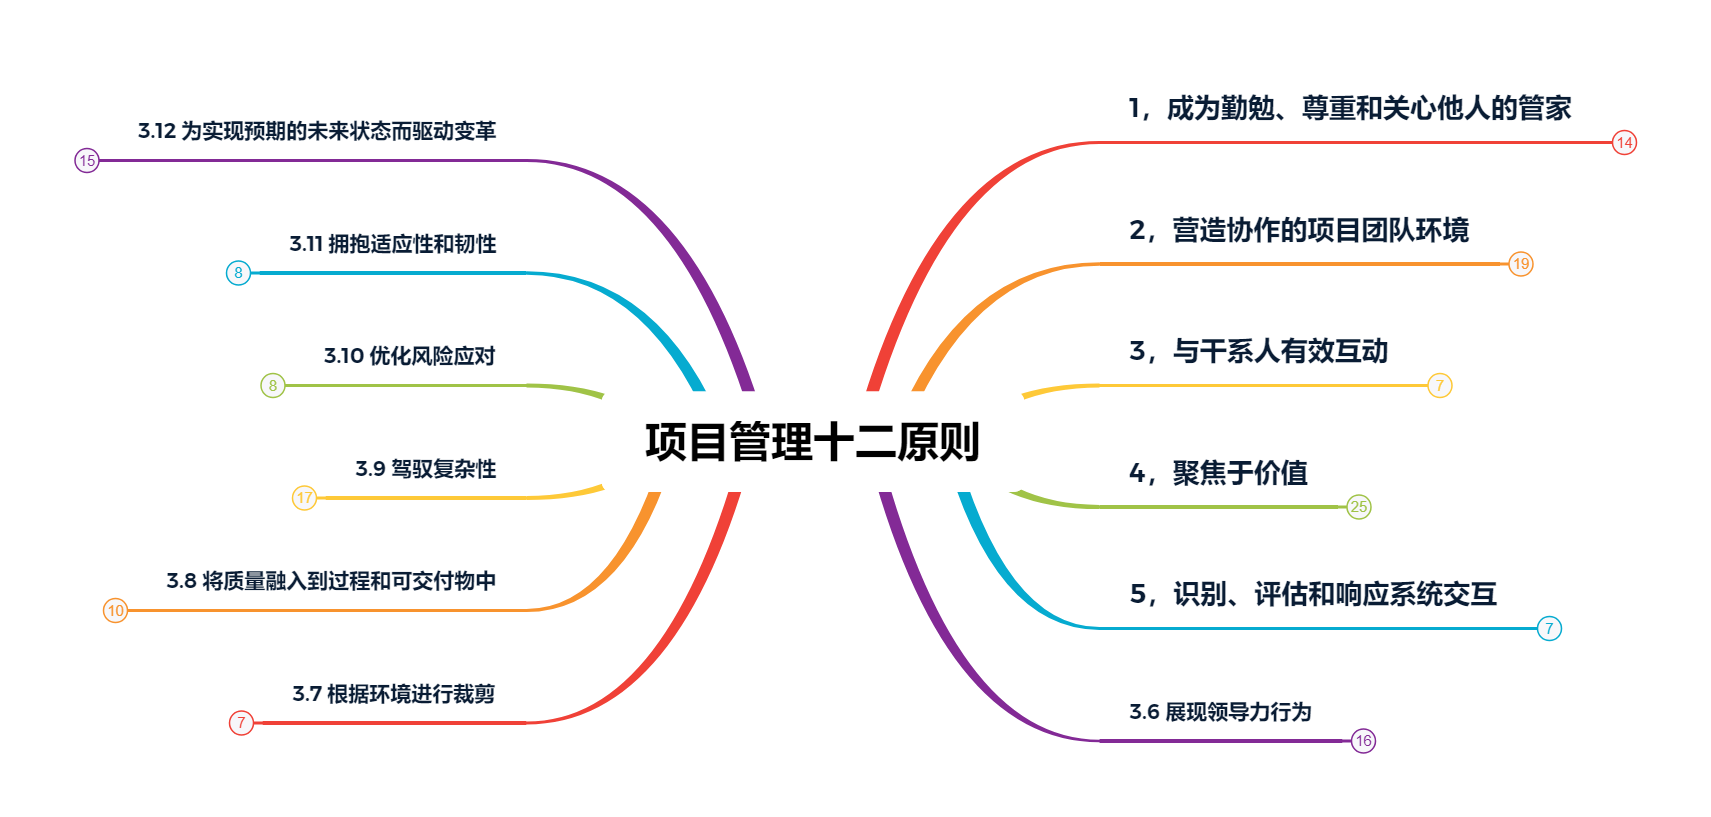 项目管理十二原则
1，成为勤勉、尊重和关心他人的管家
14
2，营造协作的项目团队环境
19
3，与干系人有效互动
7
4，聚焦于价值
25
5，识别、评估和响应系统交互
7
3.6 展现领导力行为
16
3.7 根据环境进行裁剪
7
3.8 将质量融入到过程和可交付物中
10
3.9 驾驭复杂性
17
3.10 优化风险应对
8
3.11 拥抱适应性和韧性
8
3.12 为实现预期的未来状态而驱动变革
15